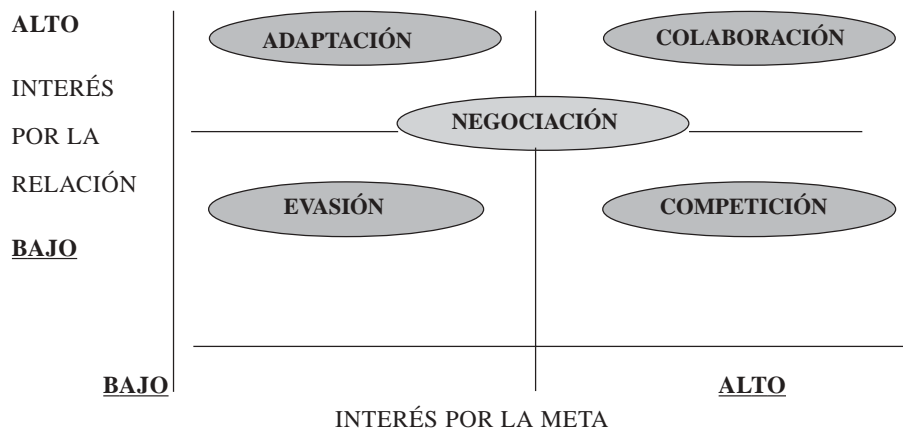 ALTO
ADAPTACIÓN
COLABORACIÓN
INTERÉS
POR LA
RELACIÓN
NEGOCIACIÓN
EVASIÓN
COMPETICIÓN
BAJO
BAJO
ALTO
INTERÉS POR LA META